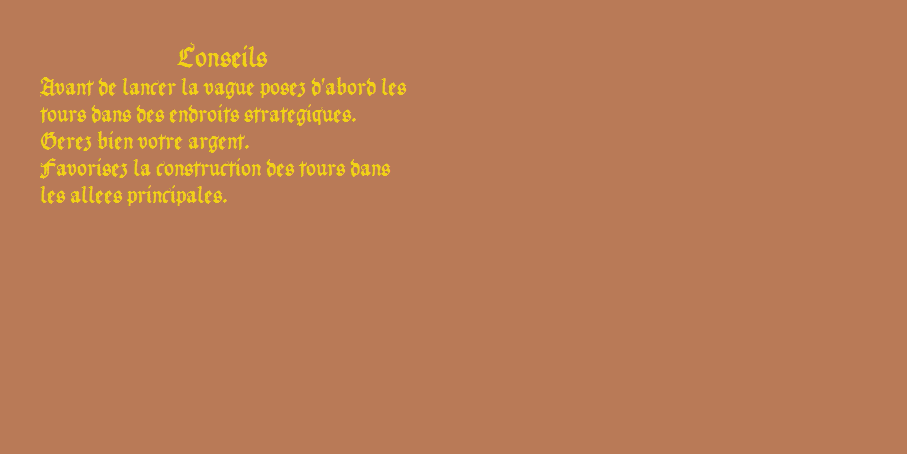 Conseils
Avant de lancer la vague posez d'abord les
tours dans des endroits strategiques.
Gerez bien votre argent.
Favorisez la construction des tours dans
les allees principales.